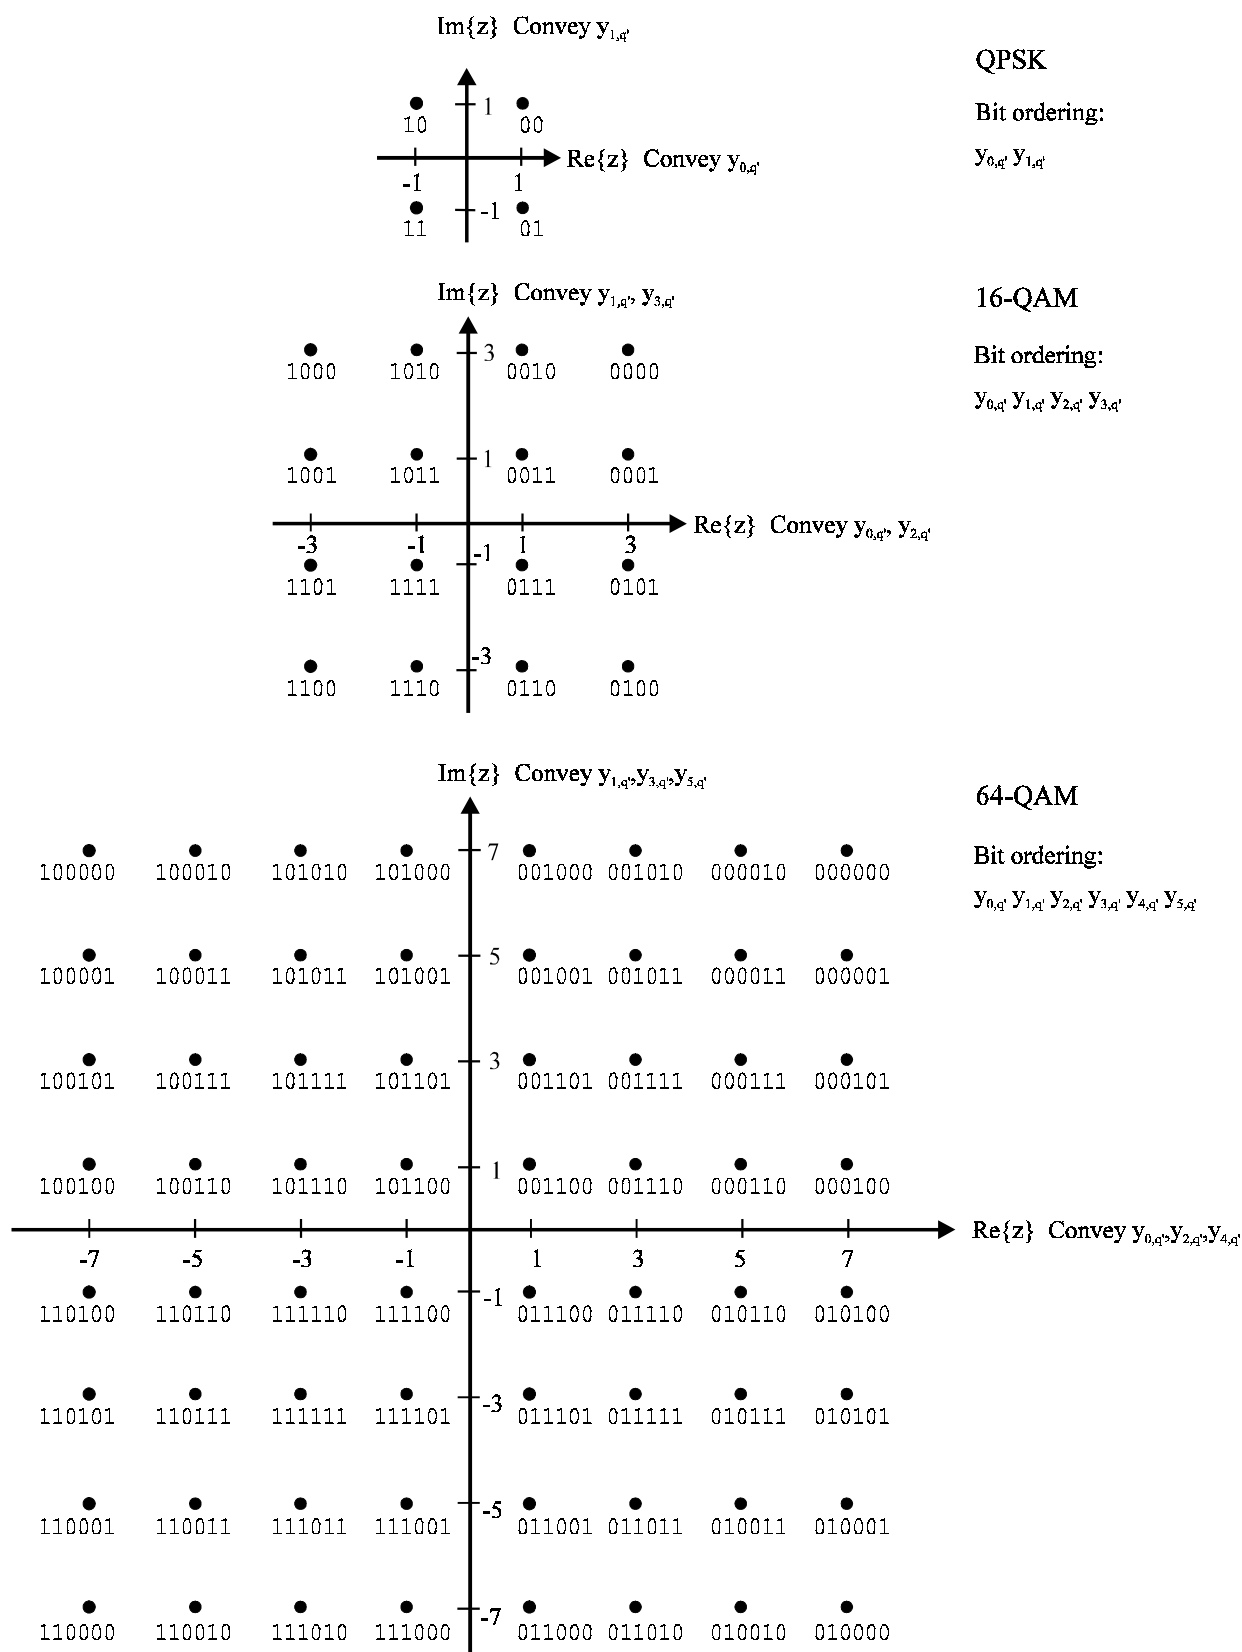 Im{z} Convey y1,q'
QPSK
1
Bit ordering:
10 00
Re{z} Convey y0,q'
y0,q' y1,q'
-1 1
-1
11 01
Im{z} Convey y1,q', y3,q'
16-QAM
3
Bit ordering:
1000 1010 0010 0000
y0,q' y1,q' y2,q' y3,q'
1
1001 1011 0011 0001
Re{z} Convey y0,q', y2,q'
-3 -1 1 3
-1
1101 1111 0111 0101
-3
1100 1110 0110 0100
Im{z} Convey y1,q',y3,q',y5,q'
64-QAM
7
Bit ordering:
100000 100010 101010 101000 001000 001010 000010 000000
y0,q' y1,q' y2,q' y3,q' y4,q' y5,q'
5
100001 100011 101011 101001 001001 001011 000011 000001
3
100101 100111 101111 101101 001101 001111 000111 000101
1
100100 100110 101110 101100 001100 001110 000110 000100
Re{z} Convey y0,q',y2,q',y4,q'
-7 -5 -3 -1 1 3 5 7
-1
110100 110110 111110 111100 011100 011110 010110 010100
-3
110101 110111 111111 111101 011101 011111 010111 010101
-5
110001 110011 111011 111001 011001 011011 010011 010001
-7
110000 110010 111010 111000 011000 011010 010010 010000